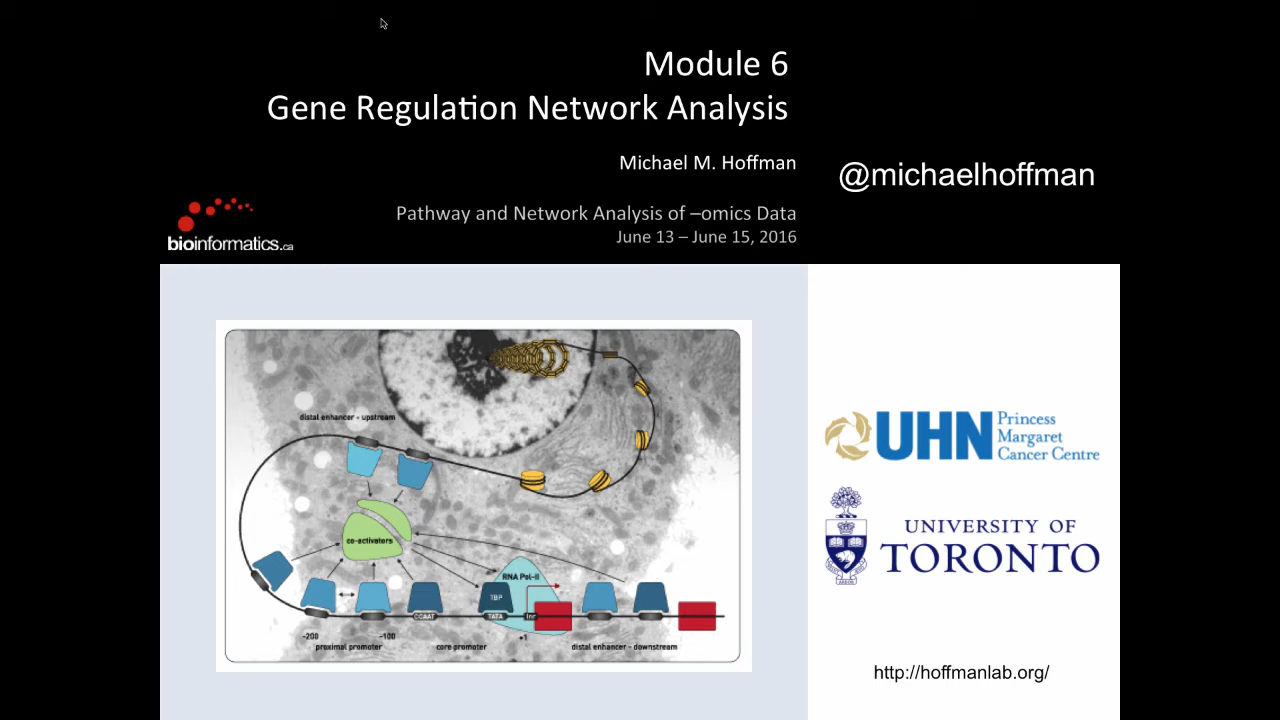 Module 6
Gene Regulation Network Analysis
Michael M. Hoffman
@michaelhoffman
Pathway and Network Analysis of –omics Data
June 13 – June 15, 2016
bioinformatics.ca
distal enhancer - upstream
co-activators
RNA Pol-II
TBP
CCAAT
TATA
Inr
-200
-100
+1
proximal promoter
core promoter
distal enhancer - downstream
UHN
Princess
Margaret
Cancer Centre
UNIVERSITY OF
TORONTO
http://hoffmanlab.org/